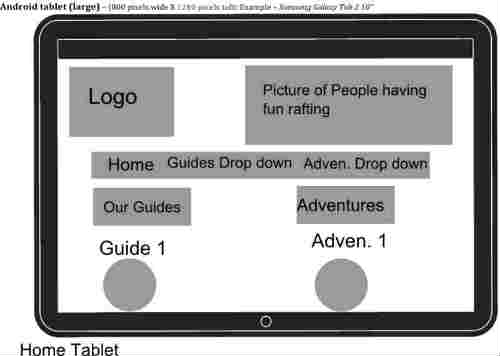 Android tablet (large) – (800 pixels wide X 1280 pixels tall) Example – Samsung Galaxy Tab 2 10"
Logo
Picture of People having
fun rafting
Home Guides Drop down Adven. Drop down
Our Guides
Adventures
Guide 1
Adven. 1
Home Tablet